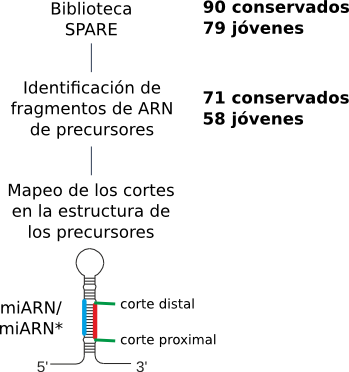 Biblioteca
SPARE
90 conservados
79 jóvenes
Identificación de
fragmentos de ARN
de precursores
71 conservados
58 jóvenes
Mapeo de los cortes
en la estructura de
los precursores
miARN/
miARN*
corte distal
corte proximal
5'
3'